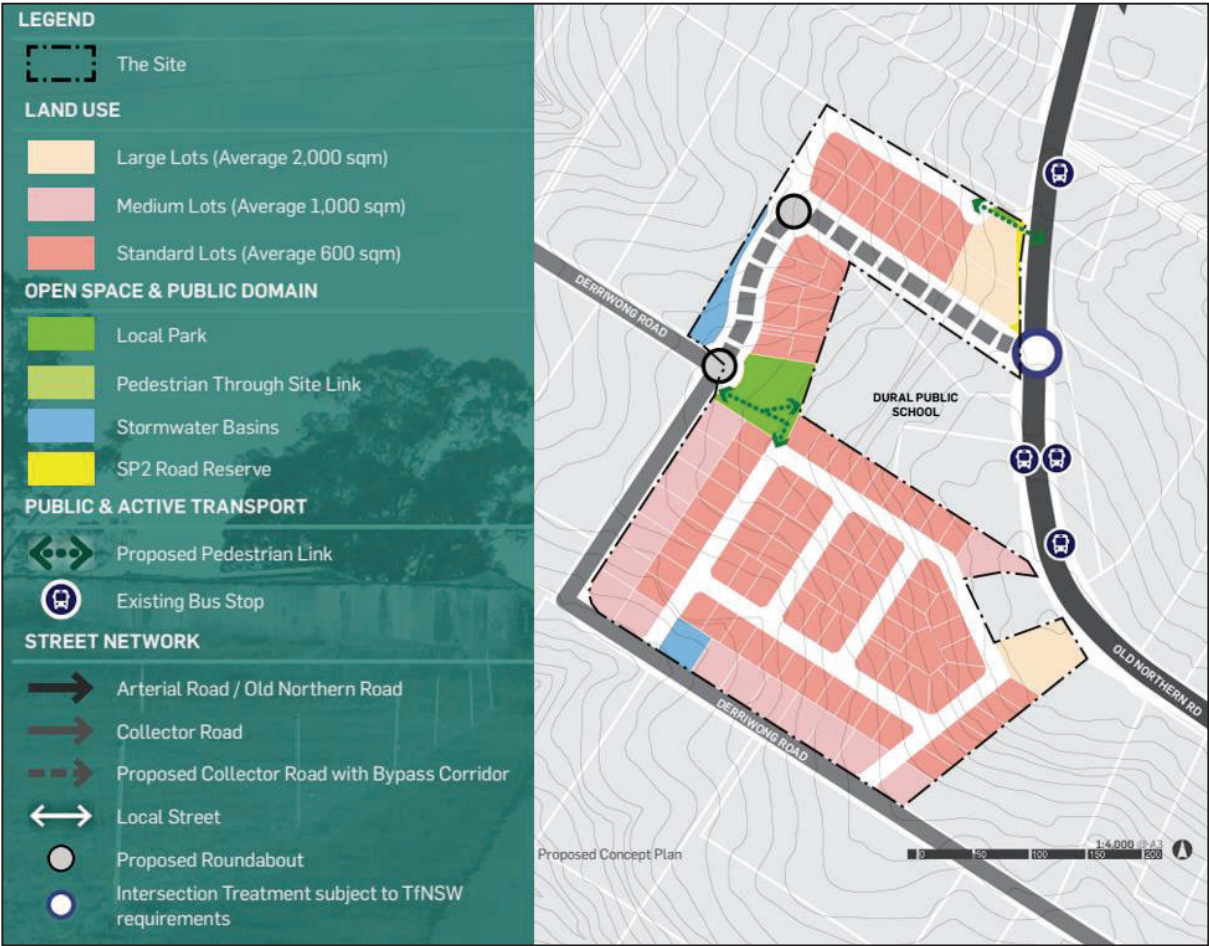 LEGEND
The Site
LAND USE
Large Lots (Average 2,000 sqm)
Medium Lots (Average 1,000 sqm)
Standard Lots (Average 600 sqm)
OPEN SPACE & PUBLIC DOMAIN
Local Park
Pedestrian Through Site Link
Stormwater Basins
SP2 Road Reserve
PUBLIC & ACTIVE TRANSPORT
Proposed Pedestrian Link
Existing Bus Stop
STREET NETWORK
Arterial Road / Old Northern Road
Collector Road
Proposed Collector Road with Bypass Corridor
Local Street
Proposed Roundabout
Intersection Treatment subject to TfNSW
requirements
DERRIWONG ROAD
DURAL PUBLIC
SCHOOL
OLD NORTHERN RD
DERRIWONG ROAD
Proposed Concept Plan
1:4,000 @ A3
0 50 100 150 200